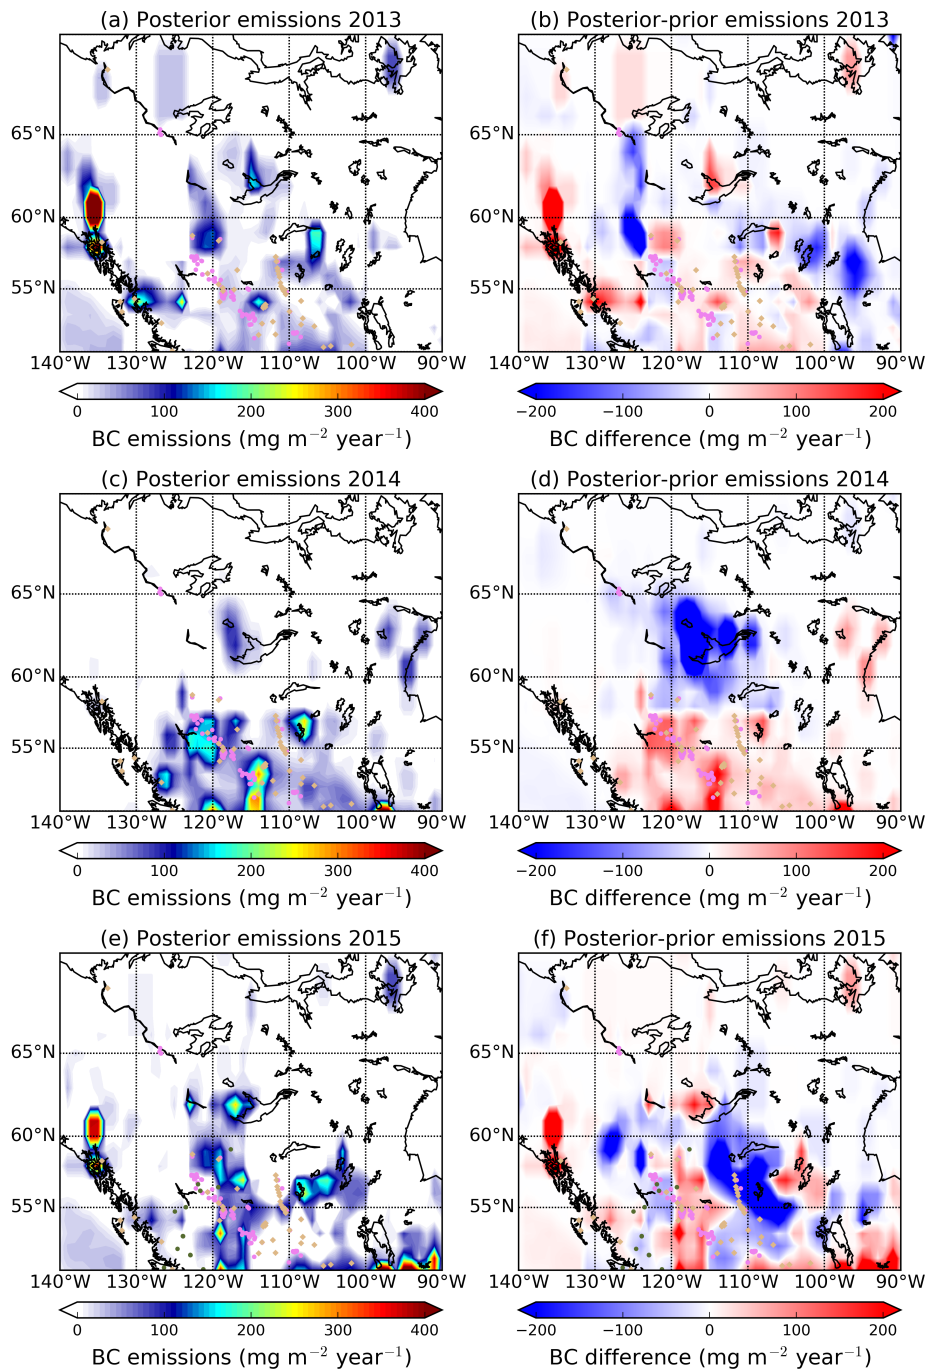 (a) Posterior emissions 2013
(b) Posterior-prior emissions 2013
65°N
65°N
60°N
60°N
55°N
55°N
140°W 130°W 120°W 110°W 100°W 90°W
140°W 130°W 120°W 110°W 100°W 90°W
0 100 200 300 400
−200 −100 0 100 200
BC emissions (mg m⁻² year⁻¹)
BC difference (mg m⁻² year⁻¹)
(c) Posterior emissions 2014
(d) Posterior-prior emissions 2014
65°N
65°N
60°N
60°N
55°N
55°N
140°W 130°W 120°W 110°W 100°W 90°W
140°W 130°W 120°W 110°W 100°W 90°W
0 100 200 300 400
−200 −100 0 100 200
BC emissions (mg m⁻² year⁻¹)
BC difference (mg m⁻² year⁻¹)
(e) Posterior emissions 2015
(f) Posterior-prior emissions 2015
65°N
65°N
60°N
60°N
55°N
55°N
140°W 130°W 120°W 110°W 100°W 90°W
140°W 130°W 120°W 110°W 100°W 90°W
0 100 200 300 400
−200 −100 0 100 200
BC emissions (mg m⁻² year⁻¹)
BC difference (mg m⁻² year⁻¹)